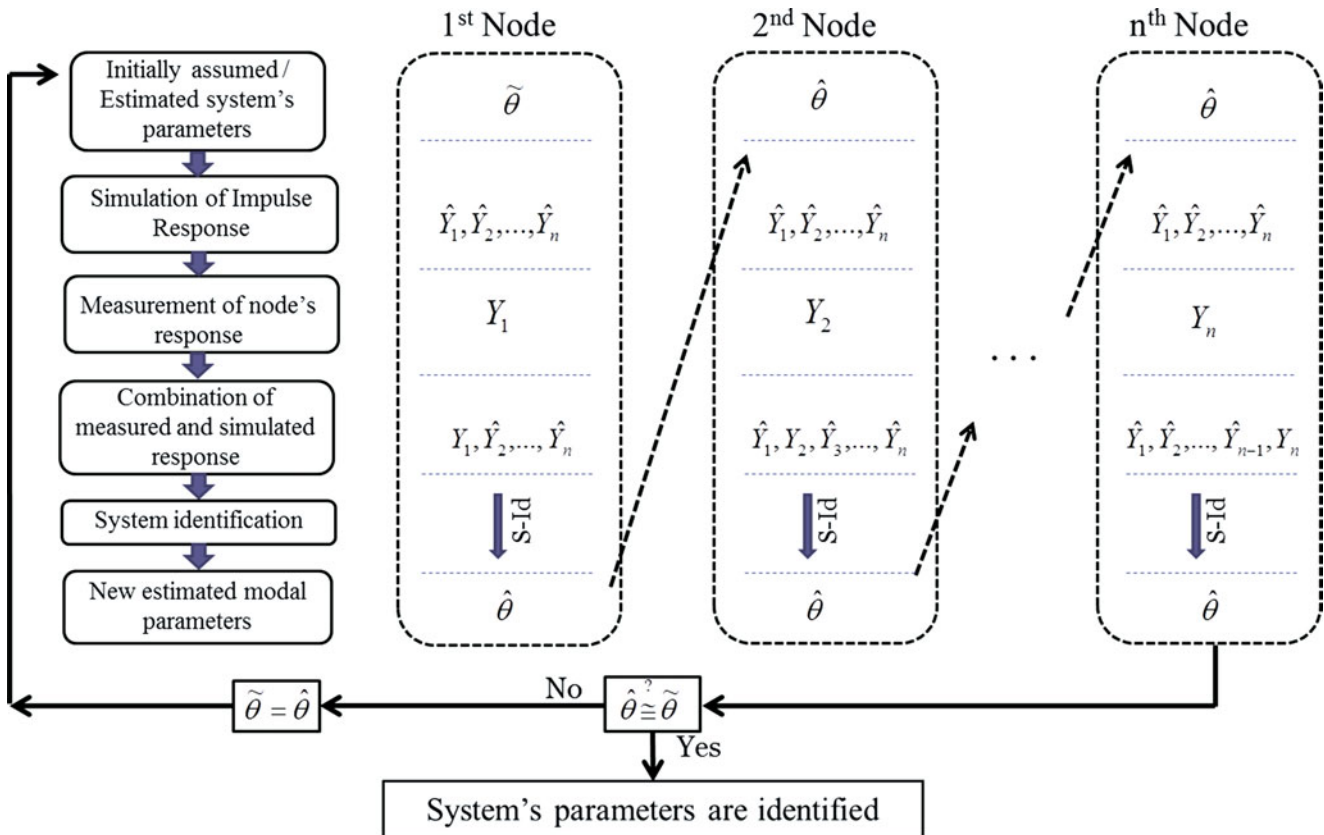 1st Node
2nd Node
nth Node
Initially assumed /
Estimated system's
parameters
Simulation of Impulse
Response
Measurement of node's
response
Combination of
measured and simulated
response
System identification
New estimated modal
parameters
θ̃
Ŷ₁, Ŷ₂,..., Ŷₙ
Y₁
Y₁, Ŷ₂,..., Ŷₙ
S-Id
θ̂
θ̂
Ŷ₁, Ŷ₂,..., Ŷₙ
Y₂
Ŷ₁, Y₂, Ŷ₃,..., Ŷₙ
S-Id
θ̂
. . .
θ̂
Ŷ₁, Ŷ₂,..., Ŷₙ
Yₙ
Ŷ₁, Ŷ₂,..., Ŷₙ₋₁, Yₙ
S-Id
θ̂
θ̃ = θ̂
No
?
θ̂ ≅ θ̃
Yes
System's parameters are identified